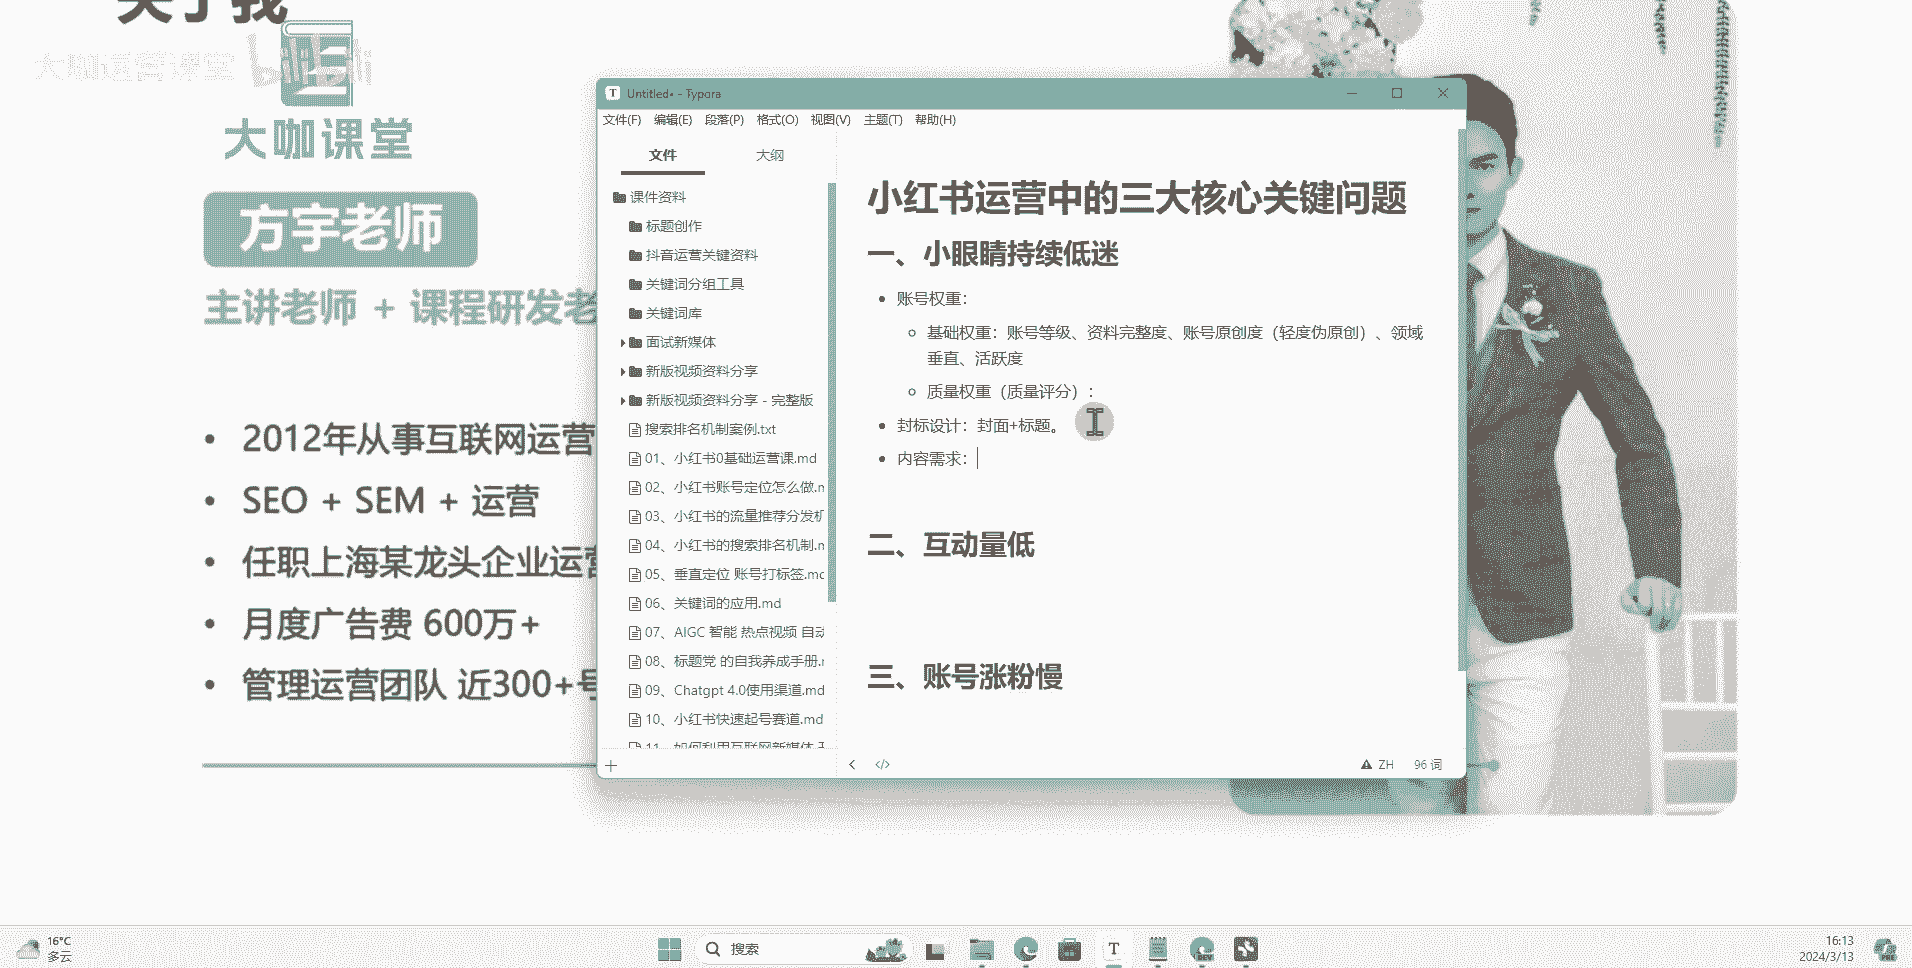 关于我
大咖运营课堂 bilibili
大咖课堂
方宇老师
主讲老师 + 课程研发老
• 2012年从事互联网运营
• SEO + SEM + 运营
• 任职上海某龙头企业运营
• 月度广告费 600万+
• 管理运营团队 近300+号
Untitled• - Typora
文件(F) 编辑(E) 段落(P) 格式(O) 视图(V) 主题(T) 帮助(H)
文件 大纲
课件资料
标题创作
抖音运营关键资料
关键词分组工具
关键词库
面试新媒体
新版视频资料分享
新版视频资料分享 - 完整版
搜索排名机制案例.txt
01、小红书0基础运营课.md
02、小红书账号定位怎么做.m
03、小红书的流量推荐分发机
04、小红书的搜索排名机制.m
05、垂直定位 账号打标签.mc
06、关键词的应用.md
07、AIGC 智能 热点视频 自动
08、标题党 的自我养成手册.r
09、Chatgpt 4.0使用渠道.md
10、小红书快速起号赛道.md
11、如何利用互联网新媒体
小红书运营中的三大核心关键问题
一、小眼睛持续低迷
• 账号权重：
基础权重：账号等级、资料完整度、账号原创度（轻度伪原创）、领域
垂直、活跃度
质量权重（质量评分）：
• 封标设计：封面+标题。
• 内容需求：
二、互动量低
三、账号涨粉慢
ZH 96 词
16°C
多云
搜索
16:13
2024/3/13